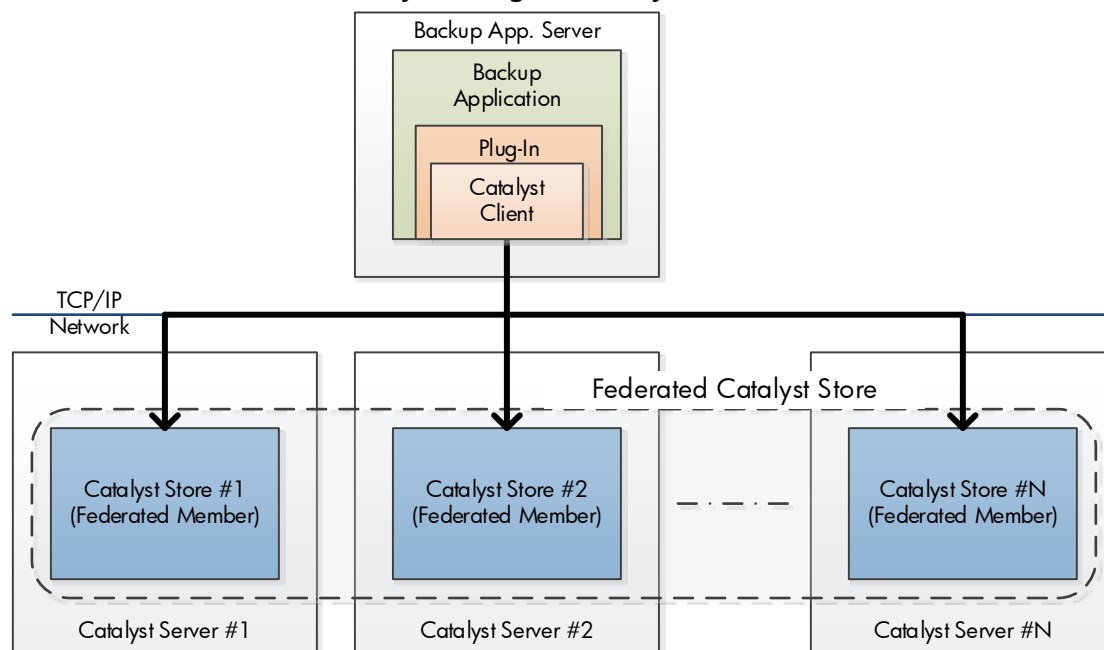 Backup App. Server
Backup
Application
Plug-In
Catalyst
Client
TCP/IP
Network
Federated Catalyst Store
Catalyst Store #1
(Federated Member)
Catalyst Store #2
(Federated Member)
Catalyst Store #N
(Federated Member)
Catalyst Server #1
Catalyst Server #2
Catalyst Server #N